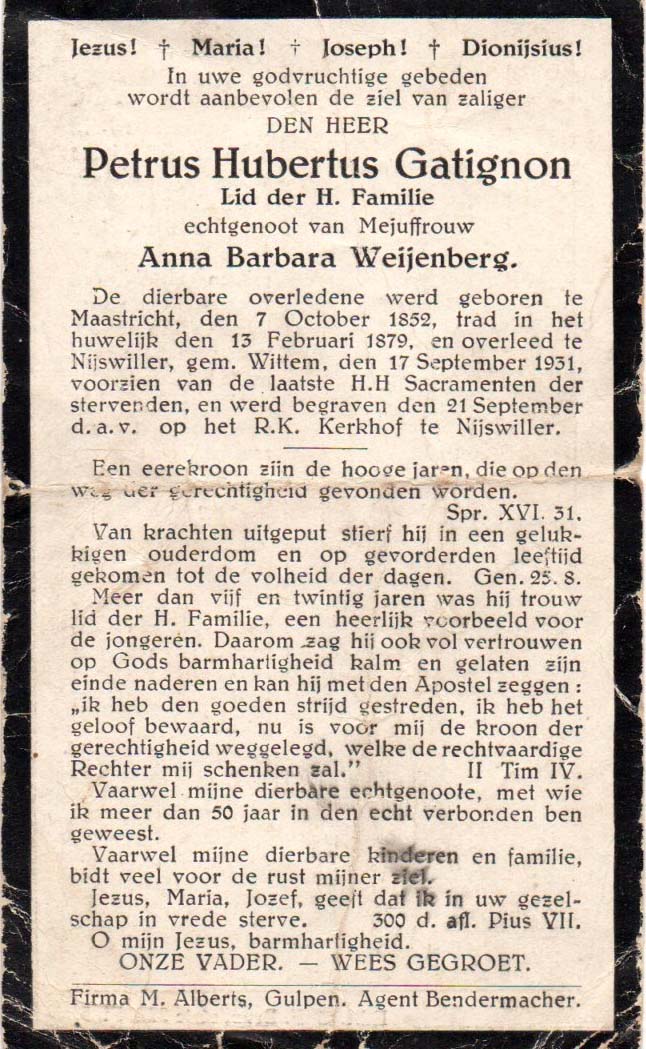 Jezus! † Maria! † Joseph! † Dionijsius!
In uwe godvruchtige gebeden
wordt aanbevolen de ziel van zaliger
DEN HEER
Petrus Hubertus Gatignon
Lid der H. Familie
echtgenoot van Mejuffrouw
Anna Barbara Weijenberg.
De dierbare overledene werd geboren te
Maastricht, den 7 October 1852, trad in het
huwelijk den 13 Februari 1879, en overleed te
Nijswiller, gem. Wittem, den 17 September 1931,
voorzien van de laatste H.H Sacramenten der
stervenden, en werd begraven den 21 September
d.a.v. op het R.K. Kerkhof te Nijswiller.
Een eerekroon zijn de hooge jaren, die op den
weg der gerechtigheid gevonden worden.
Spr. XVI. 31.
Van krachten uitgeput stierf hij in een geluk-
kigen ouderdom en op gevorderden leeftijd
gekomen tot de volheid der dagen. Gen. 25. 8.
Meer dan vijf en twintig jaren was hij trouw
lid der H. Familie, een heerlijk voorbeeld voor
de jongeren. Daarom zag hij ook vol vertrouwen
op Gods barmhartigheid kalm en gelaten zijn
einde naderen en kan hij met den Apostel zeggen :
„ik heb den goeden strijd gestreden, ik heb het
geloof bewaard, nu is voor mij de kroon der
gerechtigheid weggelegd, welke de rechtvaardige
Rechter mij schenken zal.” II Tim IV.
Vaarwel mijne dierbare echtgenote, met wie
ik meer dan 50 jaar in den echt verbonden ben
geweest.
Vaarwel mijne dierbare kinderen en familie,
bidt veel voor de rust mijner ziel.
Jezus, Maria, Jozef, geeft dat ik in uw gezel-
schap in vrede sterve. 300 d. afl. Pius VII.
O mijn Jezus, barmhartigheid.
ONZE VADER. — WEES GEGROET.
Firma M. Alberts, Gulpen. Agent Bendermacher.